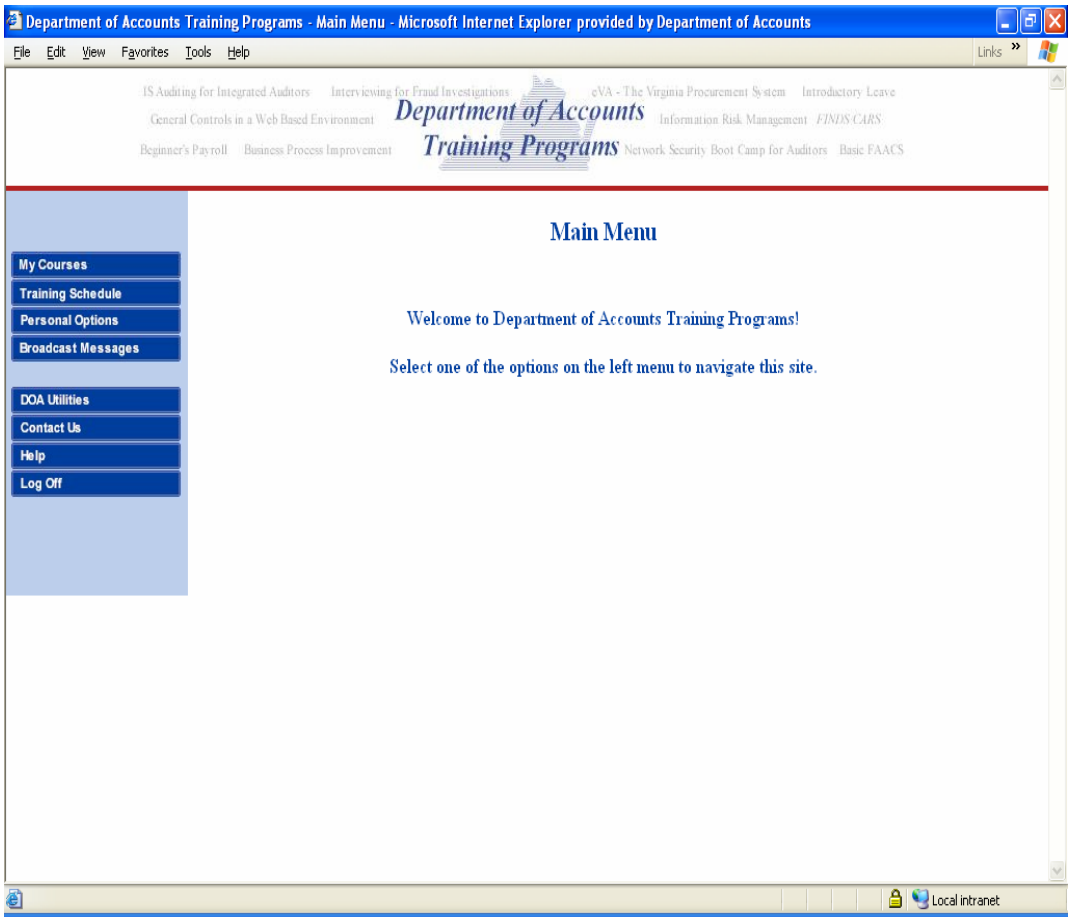 Department of Accounts Training Programs - Main Menu - Microsoft Internet Explorer provided by Department of Accounts
File Edit View Favorites Tools Help Links »
IS Auditing for Integrated Auditors Interviewing for Fraud Investigations eVA - The Virginia Procurement System Introductory Leave
General Controls in a Web Based Environment Department of Accounts Information Risk Management FINDS/CARS
Beginner's Payroll Business Process Improvement Training Programs Network Security Boot Camp for Auditors Basic FAACS
Main Menu
My Courses
Training Schedule
Personal Options
Broadcast Messages
DOA Utilities
Contact Us
Help
Log Off
Welcome to Department of Accounts Training Programs!
Select one of the options on the left menu to navigate this site.
Local intranet